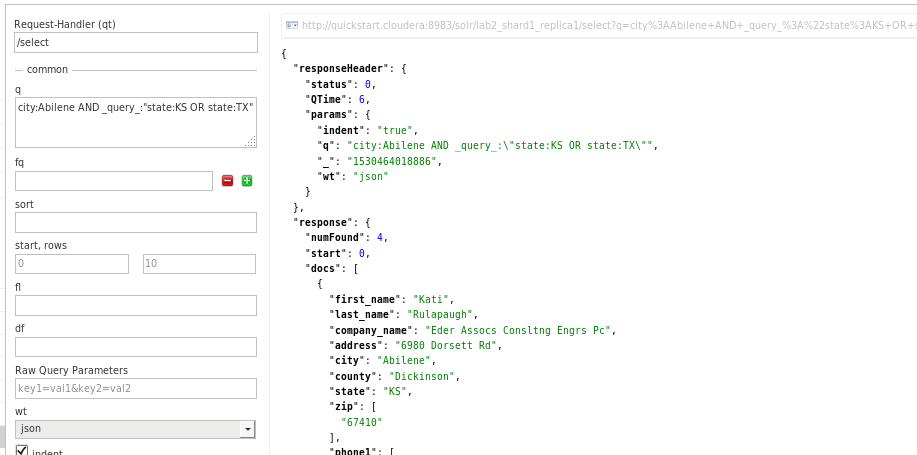 Request-Handler (qt)
/select
common
q
city:Abilene AND _query_:"state:KS OR state:TX"
fq
sort
start, rows
0
10
fl
df
Raw Query Parameters
key1=val1&key2=val2
wt
json
indent
http://quickstart.cloudera:8983/solr/lab2_shard1_replica1/select?q=city%3AAbilene+AND+_query_%3A%22state%3AKS+OR+s
{
"responseHeader": {
"status": 0,
"QTime": 6,
"params": {
"indent": "true",
"q": "city:Abilene AND _query_:\"state:KS OR state:TX\"",
"_": "1530464018886",
"wt": "json"
}
},
"response": {
"numFound": 4,
"start": 0,
"docs": [
{
"first_name": "Kati",
"last_name": "Rulapaugh",
"company_name": "Eder Assocs Consltng Engrs Pc",
"address": "6980 Dorsett Rd",
"city": "Abilene",
"county": "Dickinson",
"state": "KS",
"zip": [
"67410"
],
"phone1": [